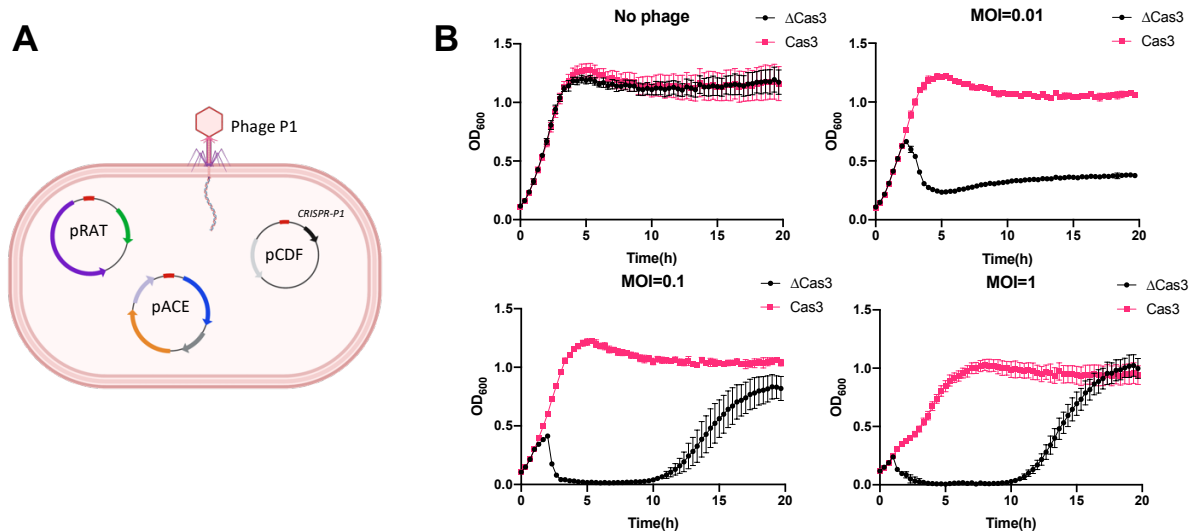 A
Phage P1
pRAT
CRISPR-P1
pCDF
pACE
B
No phage
ΔCas3
Cas3
OD600
1.5
1.0
0.5
0.0
0 5 10 15 20
Time(h)
MOI=0.01
ΔCas3
Cas3
OD600
1.5
1.0
0.5
0.0
0 5 10 15 20
Time(h)
MOI=0.1
ΔCas3
Cas3
OD600
1.5
1.0
0.5
0.0
0 5 10 15 20
Time(h)
MOI=1
ΔCas3
Cas3
OD600
1.5
1.0
0.5
0.0
0 5 10 15 20
Time(h)